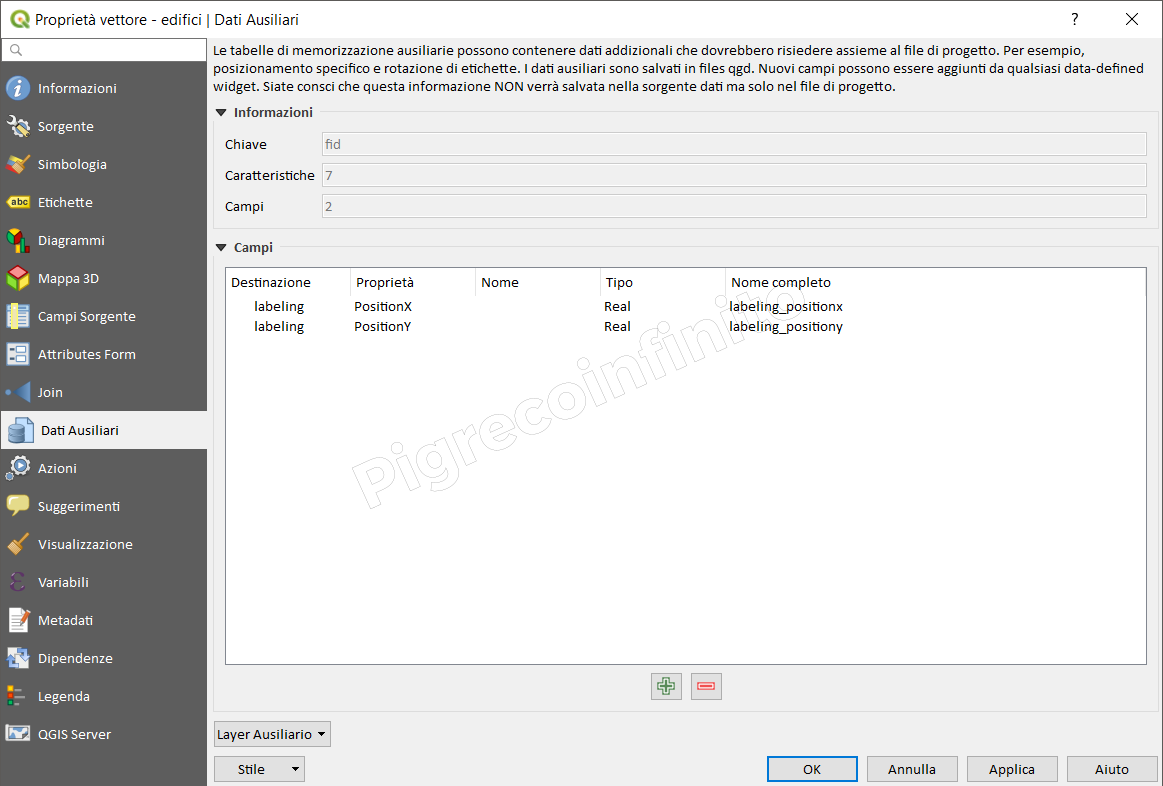 Proprietà vettore - edifici | Dati Ausiliari
?
Le tabelle di memorizzazione ausiliarie possono contenere dati addizionali che dovrebbero risiedere assieme al file di progetto. Per esempio,
posizionamento specifico e rotazione di etichette. I dati ausiliari sono salvati in files qgd. Nuovi campi possono essere aggiunti da qualsiasi data-defined
widget. Siate consci che questa informazione NON verrà salvata nella sorgente dati ma solo nel file di progetto.
Informazioni
Sorgente
Simbologia
abc Etichette
Diagrammi
Mappa 3D
Campi Sorgente
Attributes Form
Join
Dati Ausiliari
Azioni
Suggerimenti
Visualizzazione
Variabili
Metadati
Dipendenze
Legenda
QGIS Server
Informazioni
Chiave fid
Caratteristiche 7
Campi 2
Campi
Destinazione Proprietà Nome Tipo Nome completo
labeling PositionX Real labeling_positionx
labeling PositionY Real labeling_positiony
Pigrecoinfinito
Layer Ausiliario
Stile OK Annulla Applica Aiuto